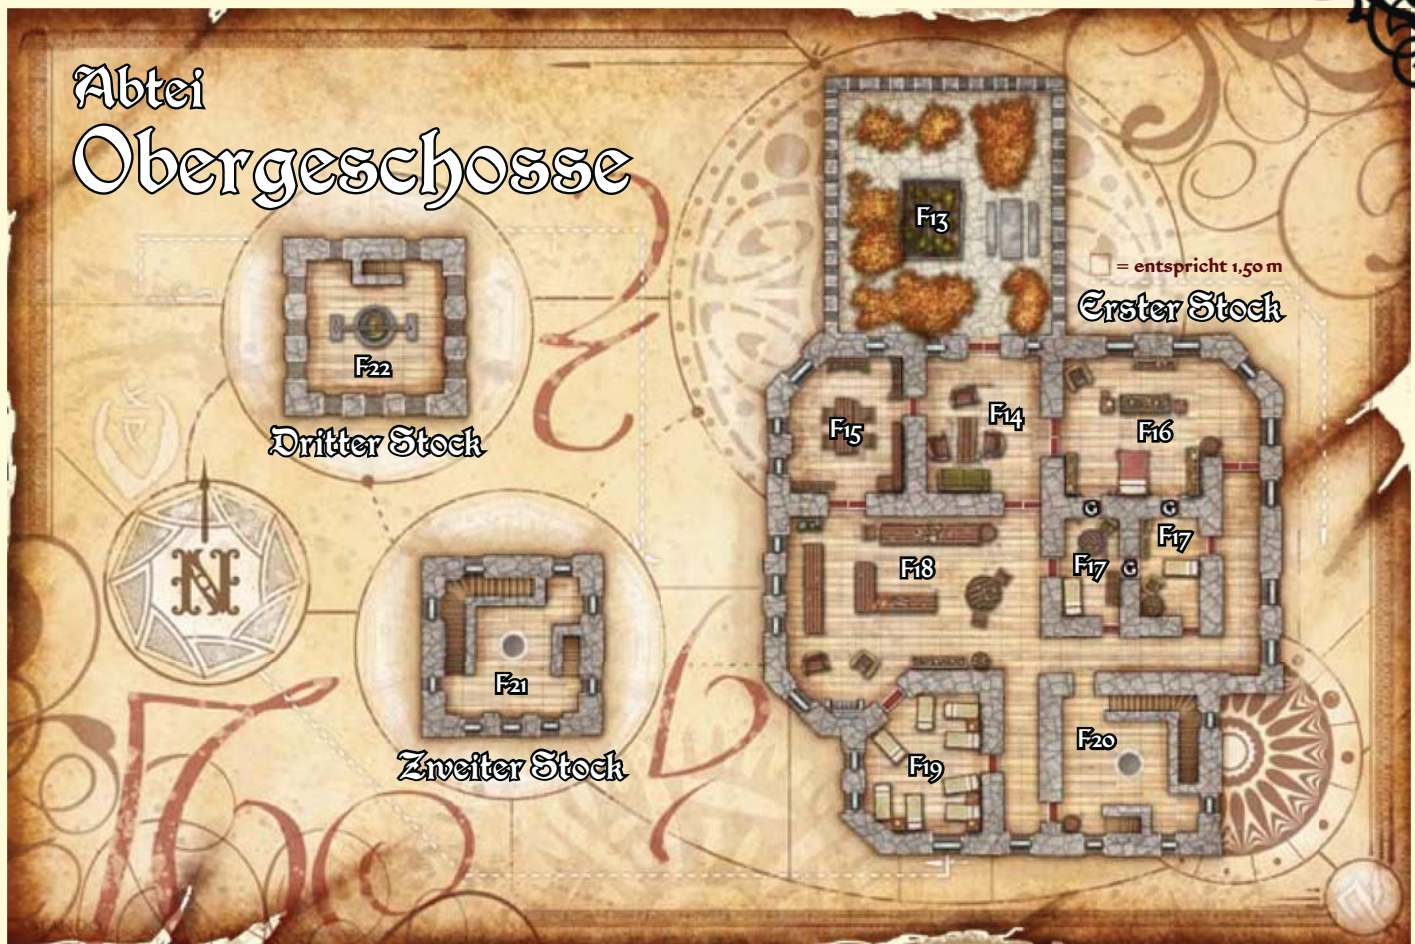 Abtei
Obergeschosse
F13
= entspricht 1,50 m
Erster Stock
F22
Dritter Stock
F15
F14
F16
F18
F17
F17
N
F21
Zweiter Stock
F20
F19